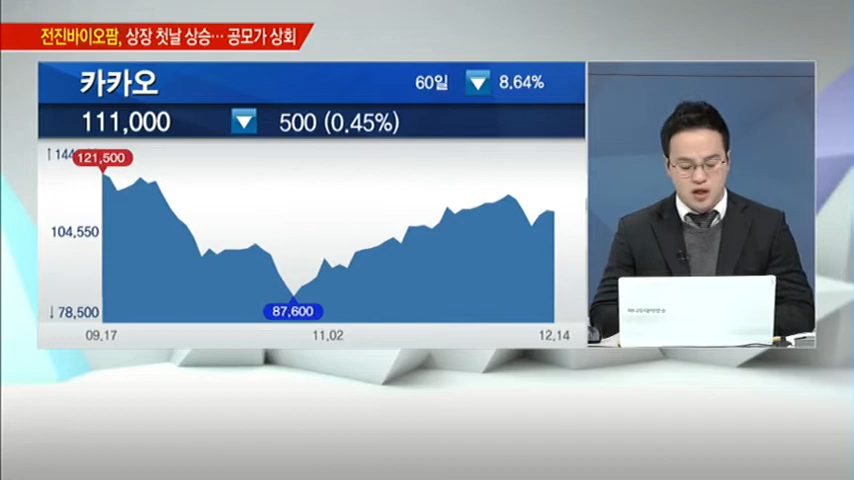 전진바이오팜, 상장 첫날 상승… 공모가 상회
카카오
60일 ▼ 8.64%
111,000 ▼ 500 (0.45%)
121,500
104,550
↓78,500
87,600
09.17 11.02 12.14